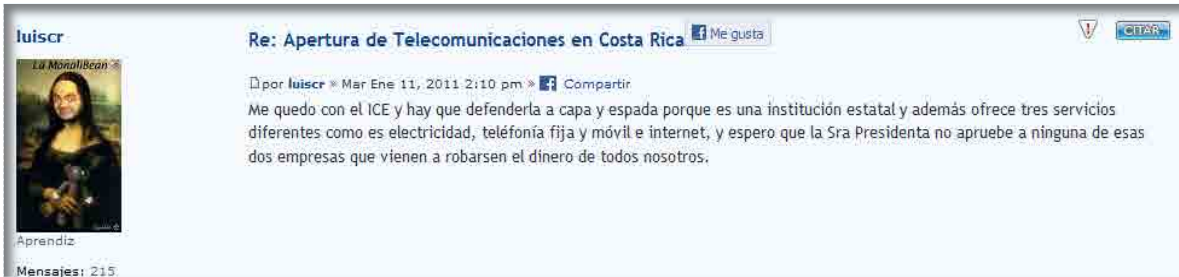 luiscr
La MonaliBean
Aprendiz
Mensajes: 215
Re: Apertura de Telecomunicaciones en Costa Rica
Me gusta
CITAR
por luiscr » Mar Ene 11, 2011 2:10 pm » Compartir
Me quedo con el ICE y hay que defenderla a capa y espada porque es una institución estatal y además ofrece tres servicios
diferentes como es electricidad, teléfonía fija y móvil e internet, y espero que la Sra Presidenta no apruebe a ninguna de esas
dos empresas que vienen a robarsen el dinero de todos nosotros.